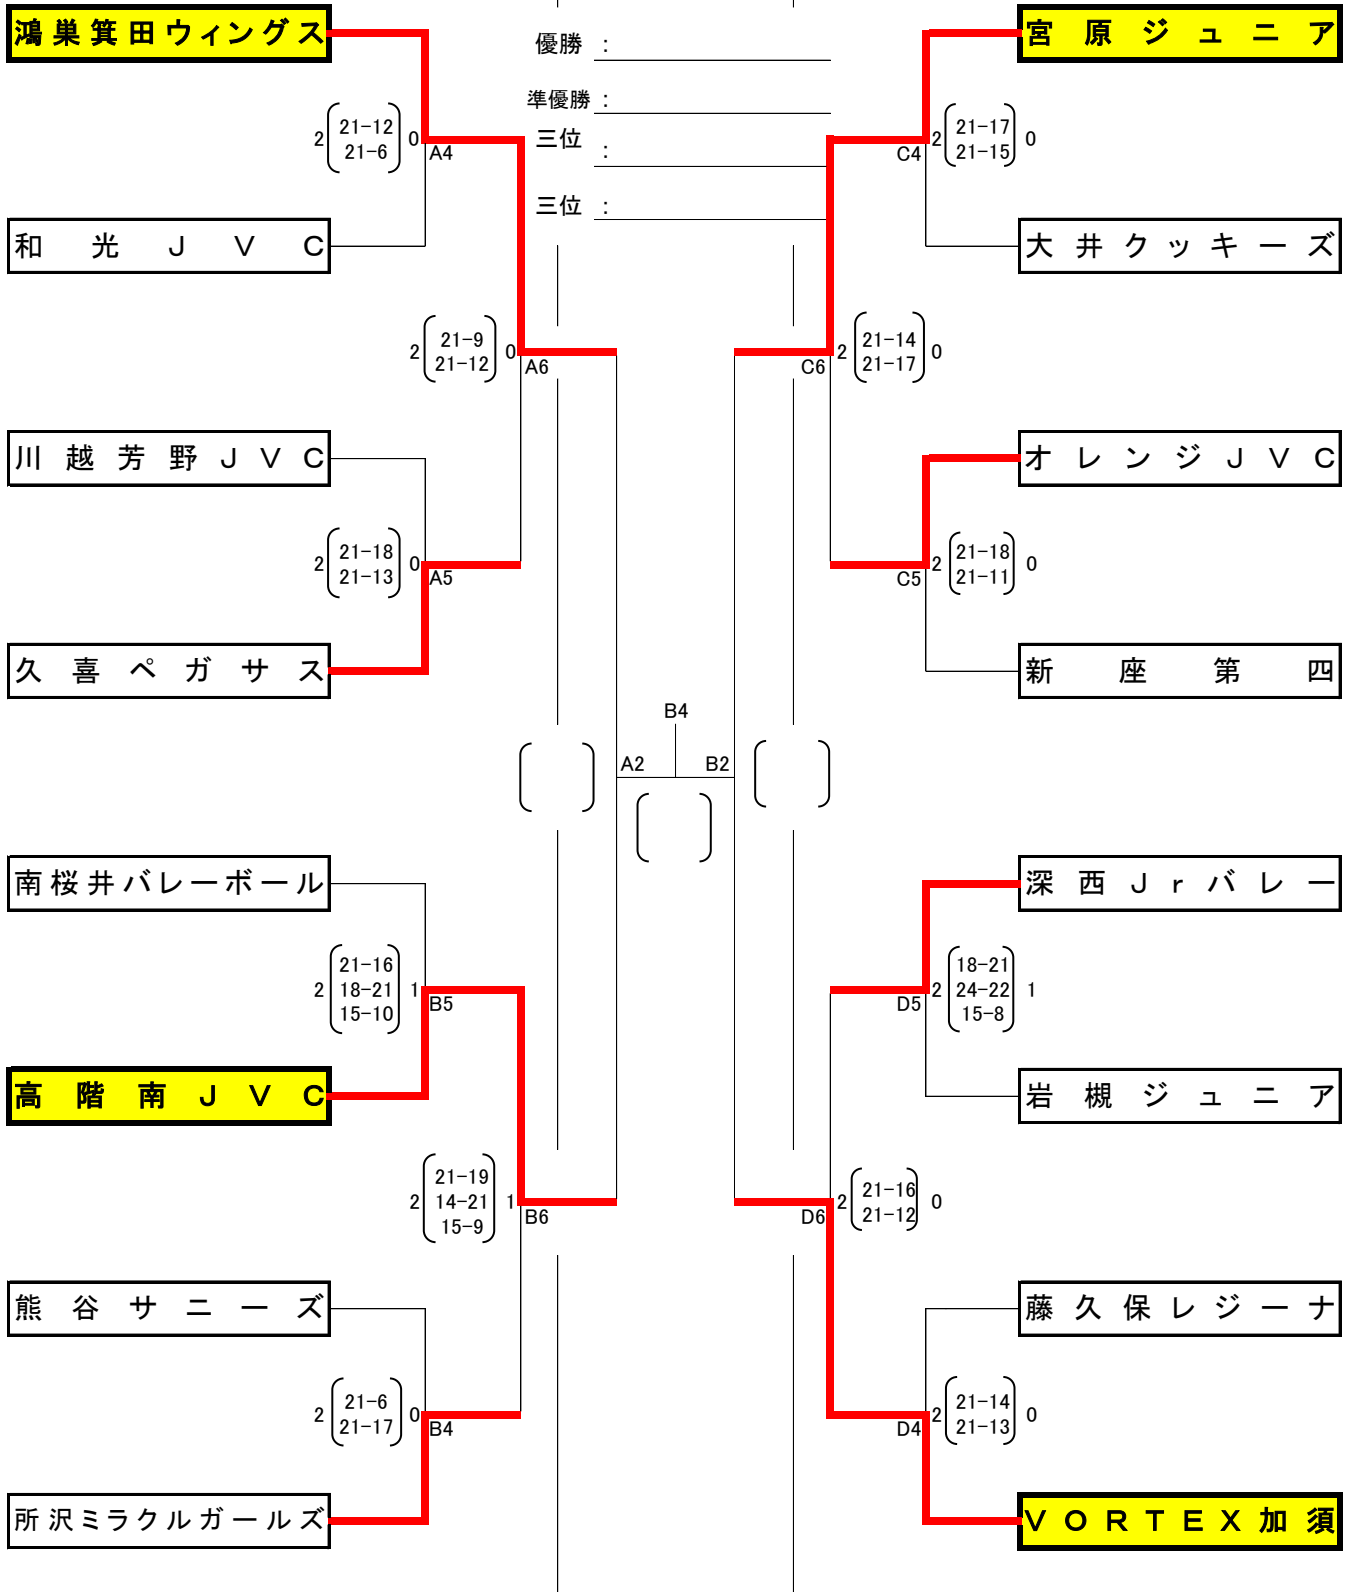 鴻巣箕田ウィングス
優勝 :
宮原ジュニア
準優勝 :
2 21-12 0
21-6
A4
三位 :
C4
2 21-17 0
21-15
三位 :
和光JVC
大井クッキーズ
2 21-9 0
21-12
A6
C6
2 21-14 0
21-17
川越芳野JVC
オレンジJVC
2 21-18 0
21-13
A5
C5
2 21-18 0
21-11
久喜ペガサス
新座第四
B4
A2 B2
南桜井バレーボール
深西Jrバレー
21-16
2 18-21 1
15-10
B5
D5
18-21
2 24-22 1
15-8
高階南JVC
岩槻ジュニア
21-19
2 14-21 1
15-9
B6
D6
2 21-16 0
21-12
熊谷サニーズ
藤久保レジーナ
2 21-6 0
21-17
B4
D4
2 21-14 0
21-13
所沢ミラクルガールズ
VORTEX加須